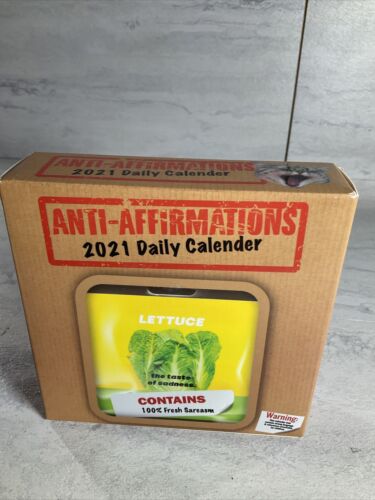 ANTI-AFFIRMATIONS
2021 Daily Calender
ANTI-AFFIRMATIONS
2021 Daily Calender
LETTUCE
the taste
of sadness.
CONTAINS
100% Fresh Sarcasm
Warning: